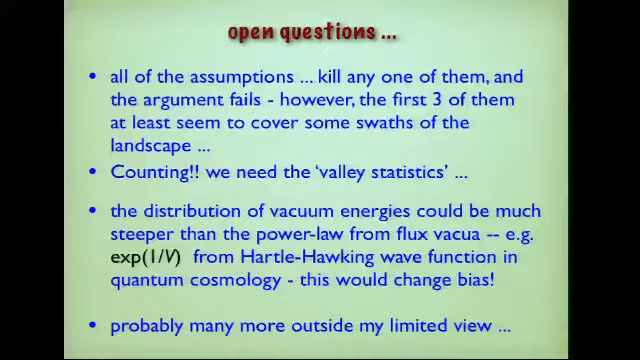 open questions ...
• all of the assumptions ... kill any one of them, and
the argument fails - however, the first 3 of them
at least seem to cover some swaths of the
landscape ...
• Counting!! we need the 'valley statistics' ...
• the distribution of vacuum energies could be much
steeper than the power-law from flux vacua -- e.g.
exp(1/V) from Hartle-Hawking wave function in
quantum cosmology - this would change bias!
• probably many more outside my limited view ...